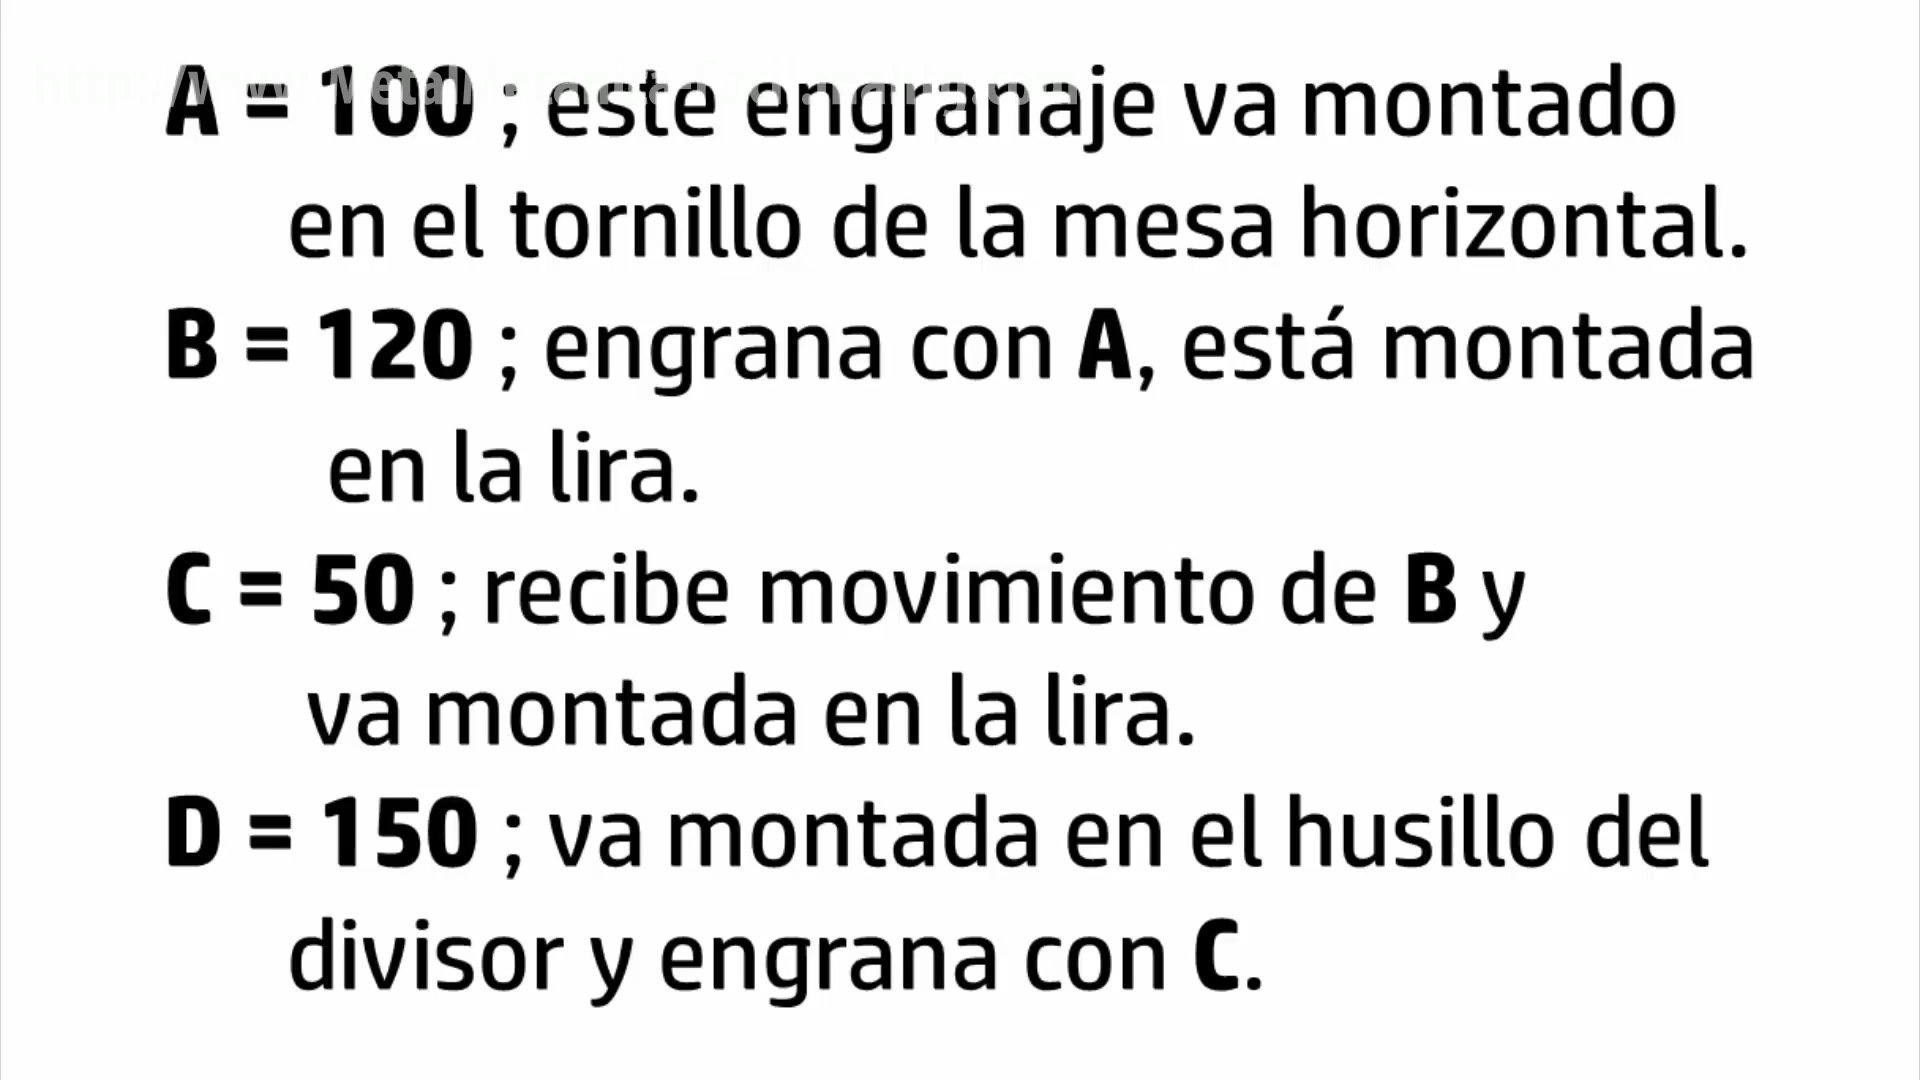 A = 100 ; este engranaje va montado
en el tornillo de la mesa horizontal.
B = 120 ; engrana con A, está montada
en la lira.
C = 50 ; recibe movimiento de B y
va montada en la lira.
D = 150 ; va montada en el husillo del
divisor y engrana con C.